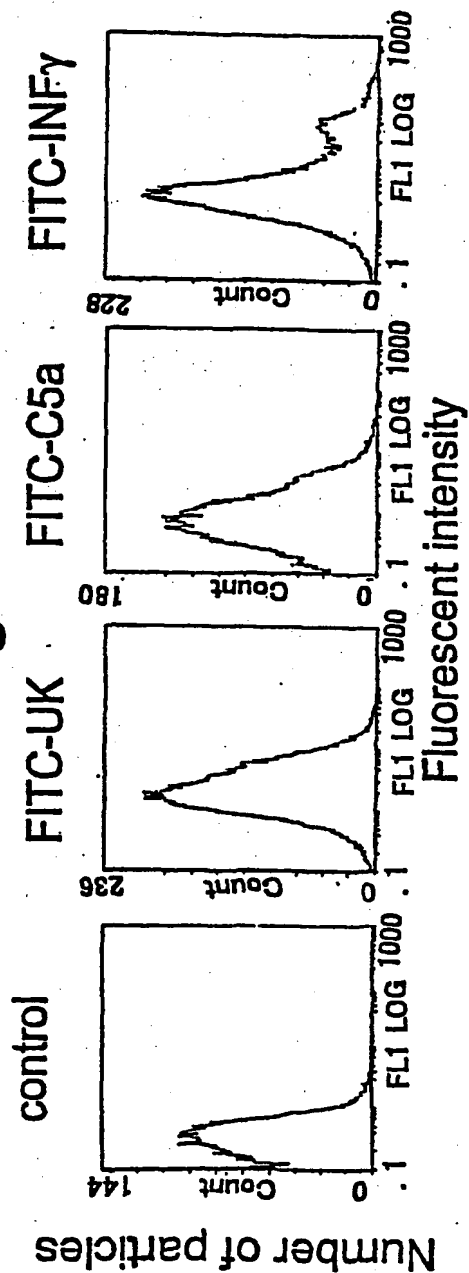 control
FITC-UK
FITC-C5a
FITC-INFγ
Number of particles
144
Count
0
.1 FL1 LOG 1000
236
Count
0
.1 FL1 LOG 1000
180
Count
0
.1 FL1 LOG 1000
228
Count
0
.1 FL1 LOG 1000
Fluorescent intensity